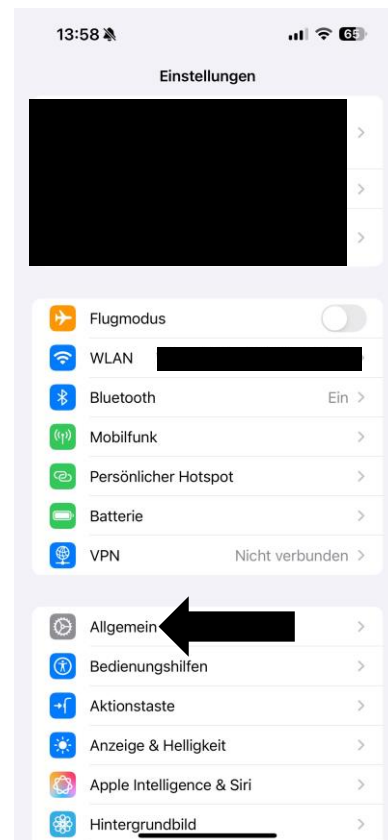 13:58
65
Einstellungen
Flugmodus
WLAN
Bluetooth Ein
Mobilfunk
Persönlicher Hotspot
Batterie
VPN Nicht verbunden
Allgemein
Bedienungshilfen
Aktionstaste
Anzeige & Helligkeit
Apple Intelligence & Siri
Hintergrundbild